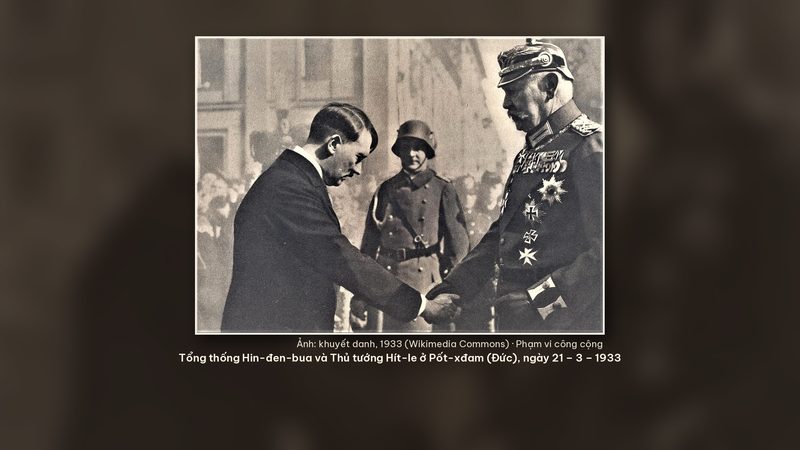 Ảnh: khuyết danh, 1933 (Wikimedia Commons) · Phạm vi công cộng
Tổng thống Hin-đen-bua và Thủ tướng Hít-le ở Pốt-xđam (Đức), ngày 21 – 3 – 1933